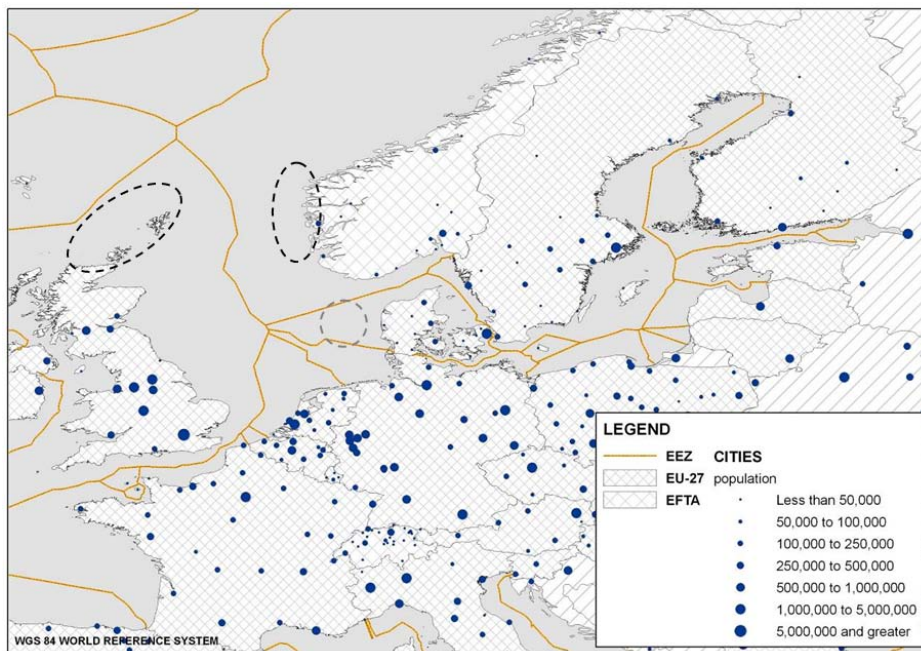 LEGEND
EEZ CITIES
EU-27 population
EFTA
Less than 50,000
50,000 to 100,000
100,000 to 250,000
250,000 to 500,000
500,000 to 1,000,000
1,000,000 to 5,000,000
5,000,000 and greater
WGS 84 WORLD REFERENCE SYSTEM